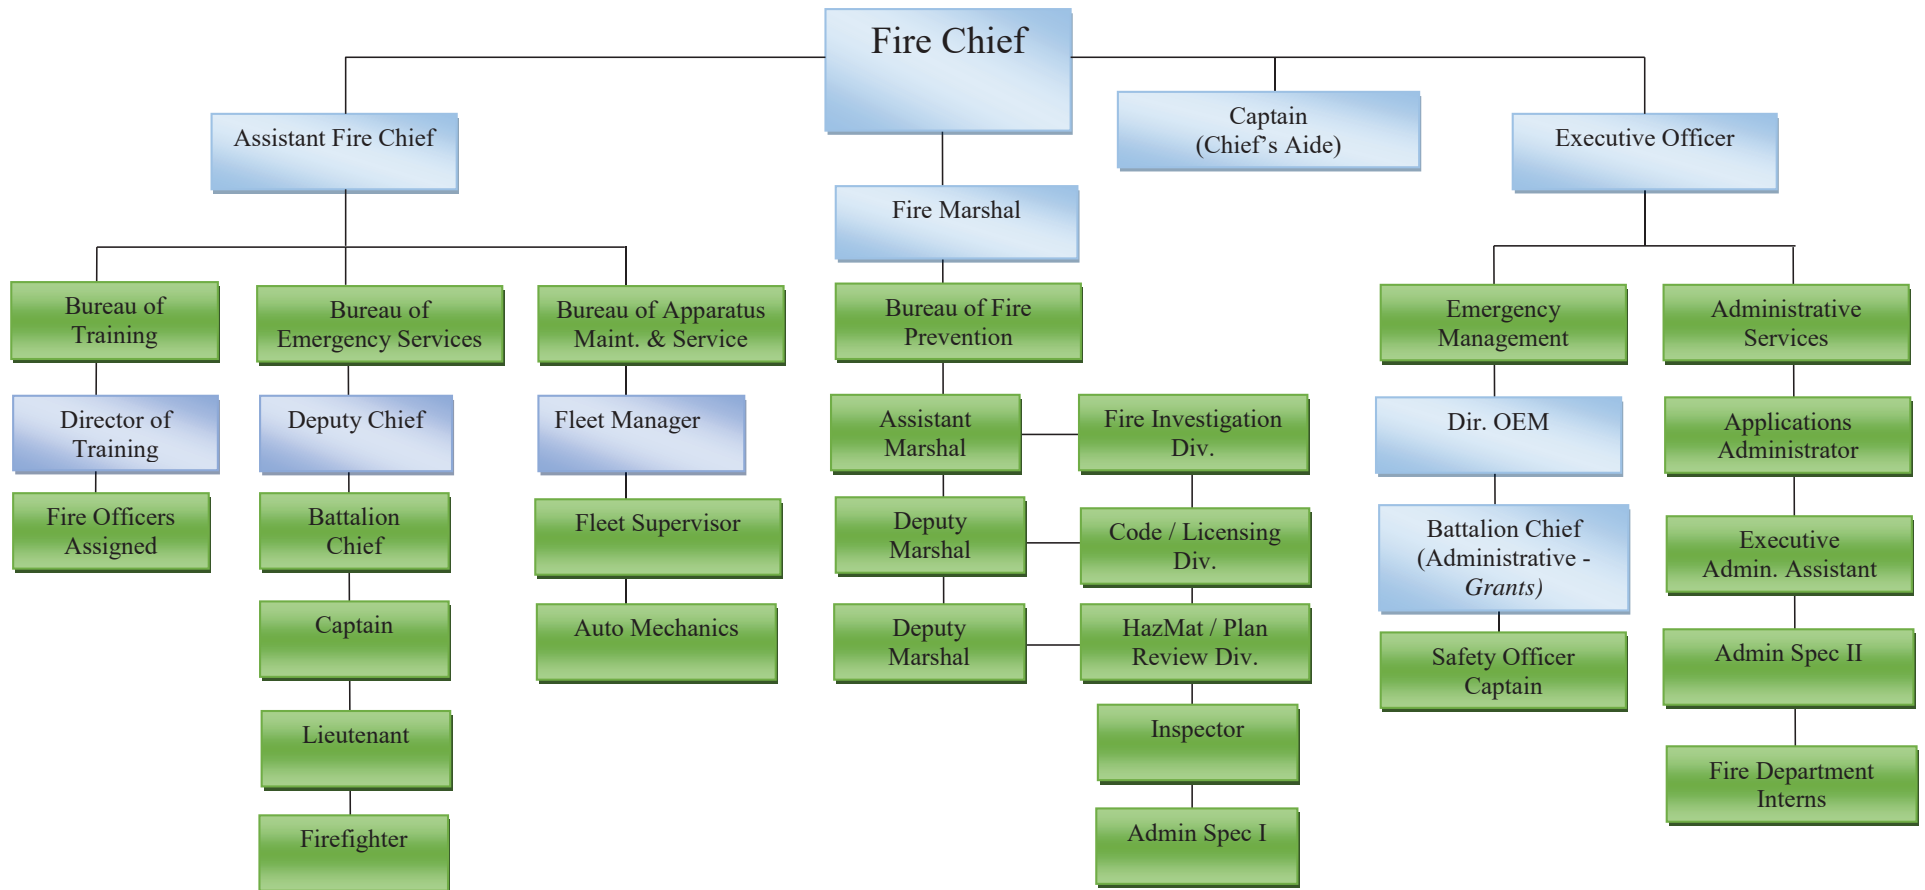 Fire Chief
Assistant Fire Chief
Captain
(Chief’s Aide)
Executive Officer
Fire Marshal
Bureau of
Training
Bureau of
Emergency Services
Bureau of Apparatus
Maint. & Service
Bureau of Fire
Prevention
Emergency
Management
Administrative
Services
Director of
Training
Deputy Chief
Fleet Manager
Assistant
Marshal
Fire Investigation
Div.
Dir. OEM
Applications
Administrator
Fire Officers
Assigned
Battalion
Chief
Fleet Supervisor
Deputy
Marshal
Code / Licensing
Div.
Battalion Chief
(Administrative -
Grants)
Executive
Admin. Assistant
Captain
Auto Mechanics
Deputy
Marshal
HazMat / Plan
Review Div.
Safety Officer
Captain
Admin Spec II
Lieutenant
Inspector
Fire Department
Interns
Firefighter
Admin Spec I